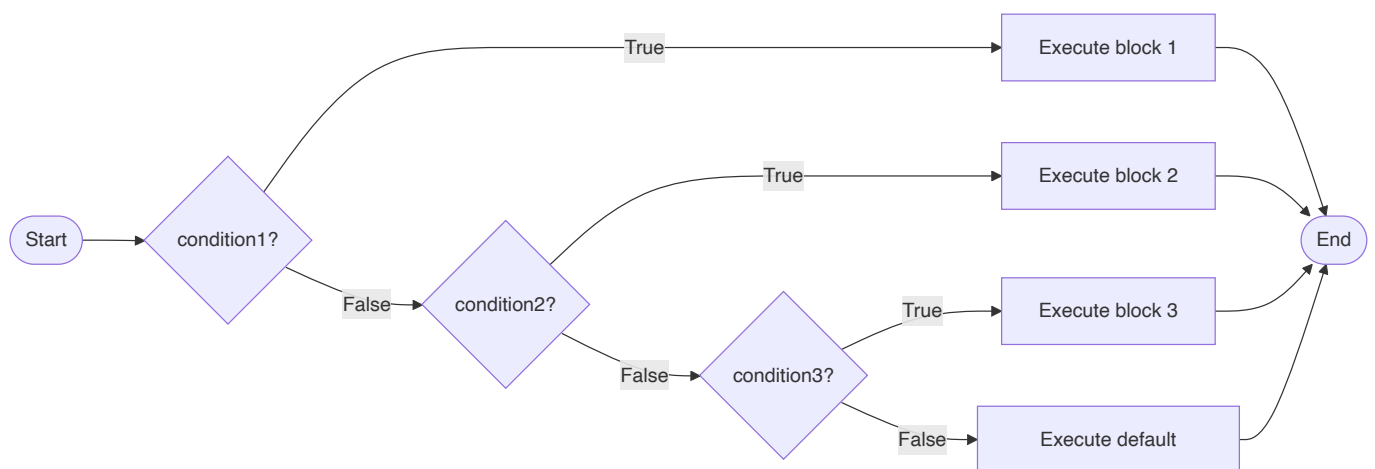 True
Execute block 1
True
Execute block 2
Start
condition1?
End
False
condition2?
True
Execute block 3
False
condition3?
False
Execute default